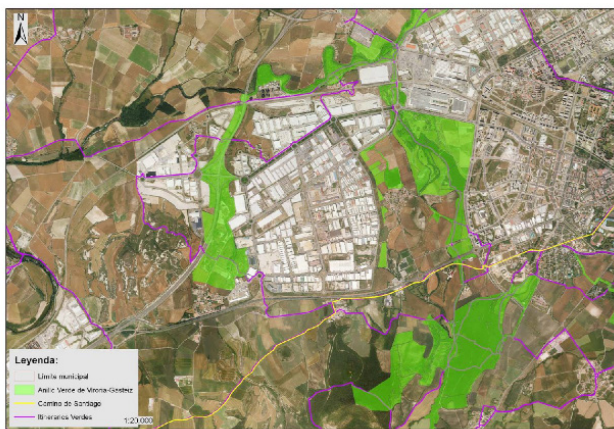 N
Leyenda:
Límite municipal
Anillo Verde de Vitoria-Gasteiz
Camino de Santiago
Itinerarios Verdes
1:20,000